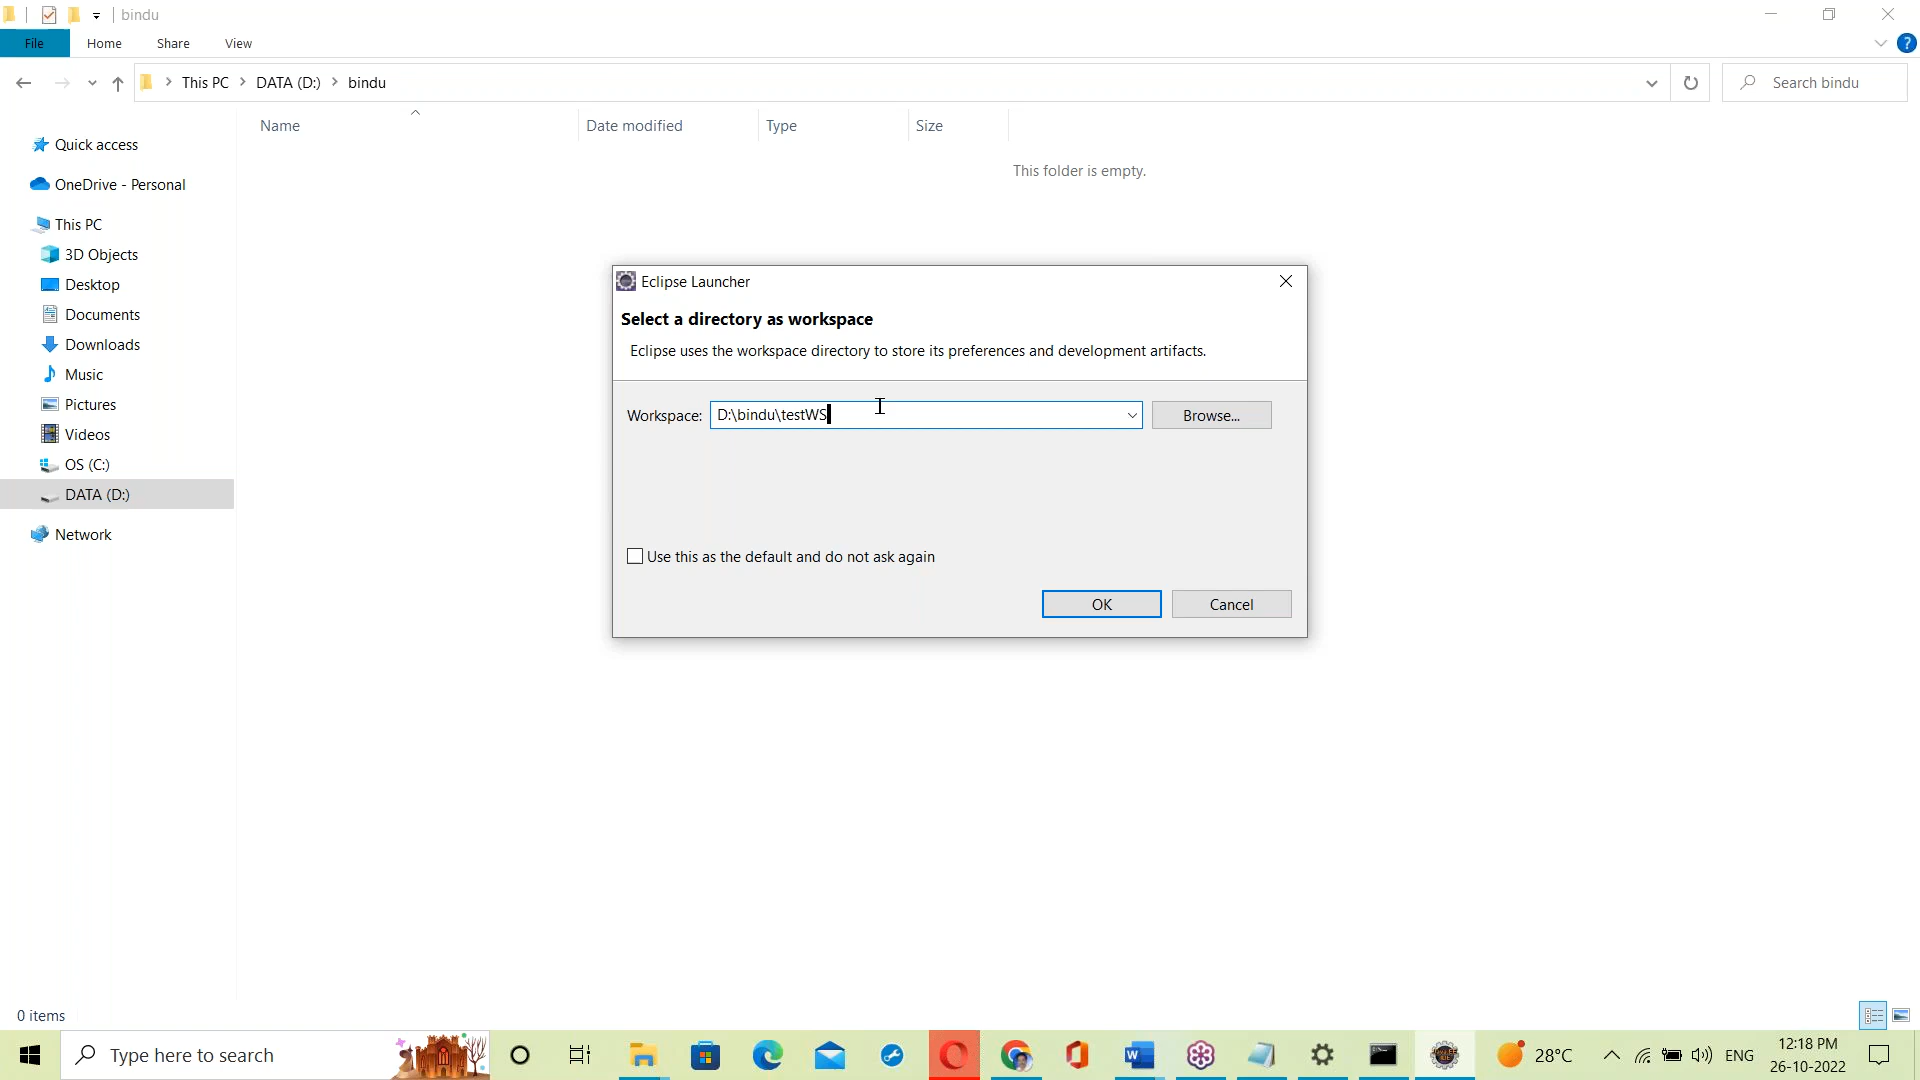 bindu
File
Home
Share
View
This PC
DATA (D:)
bindu
Search bindu
Name
Date modified
Type
Size
This folder is empty.
Quick access
OneDrive - Personal
This PC
3D Objects
Desktop
Documents
Downloads
Music
Pictures
Videos
OS (C:)
DATA (D:)
Network
Eclipse Launcher
Select a directory as workspace
Eclipse uses the workspace directory to store its preferences and development artifacts.
Workspace:
D:\bindu\testWS
Browse...
Use this as the default and do not ask again
OK
Cancel
0 items
Type here to search
28°C
ENG
12:18 PM
26-10-2022